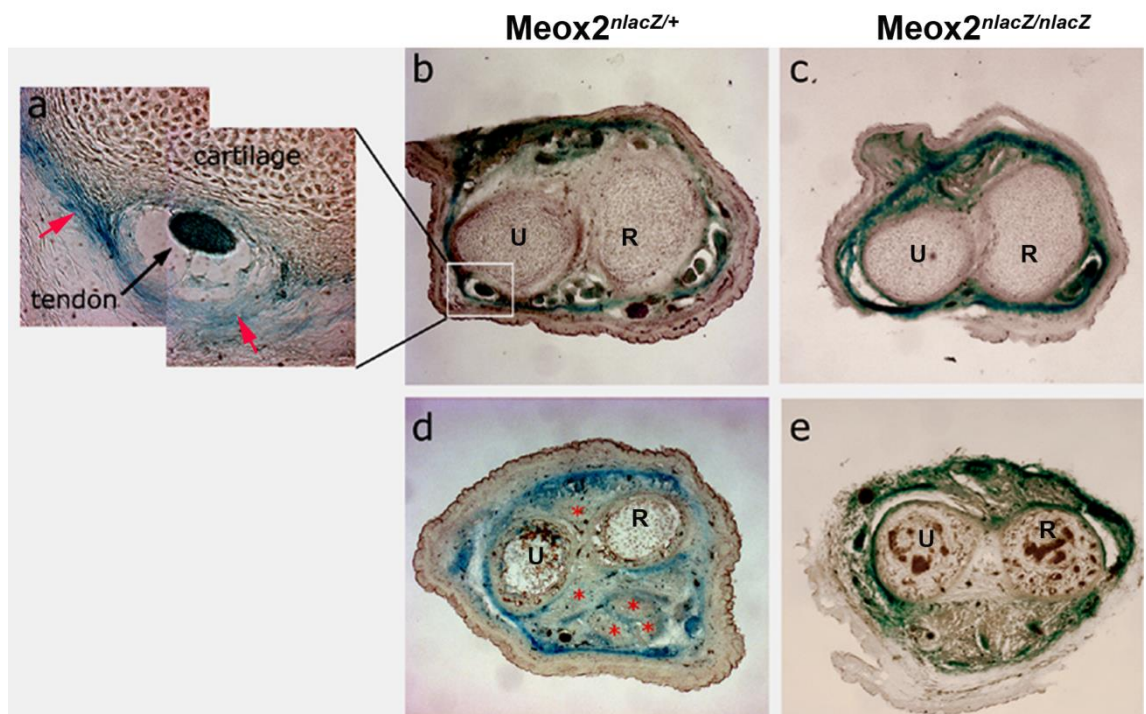 Meox2nlacZ/+
Meox2nlacZ/nlacZ
a
cartilage
tendon
b
U
R
c
U
R
d
U
R
*
*
*
*
*
e
U
R